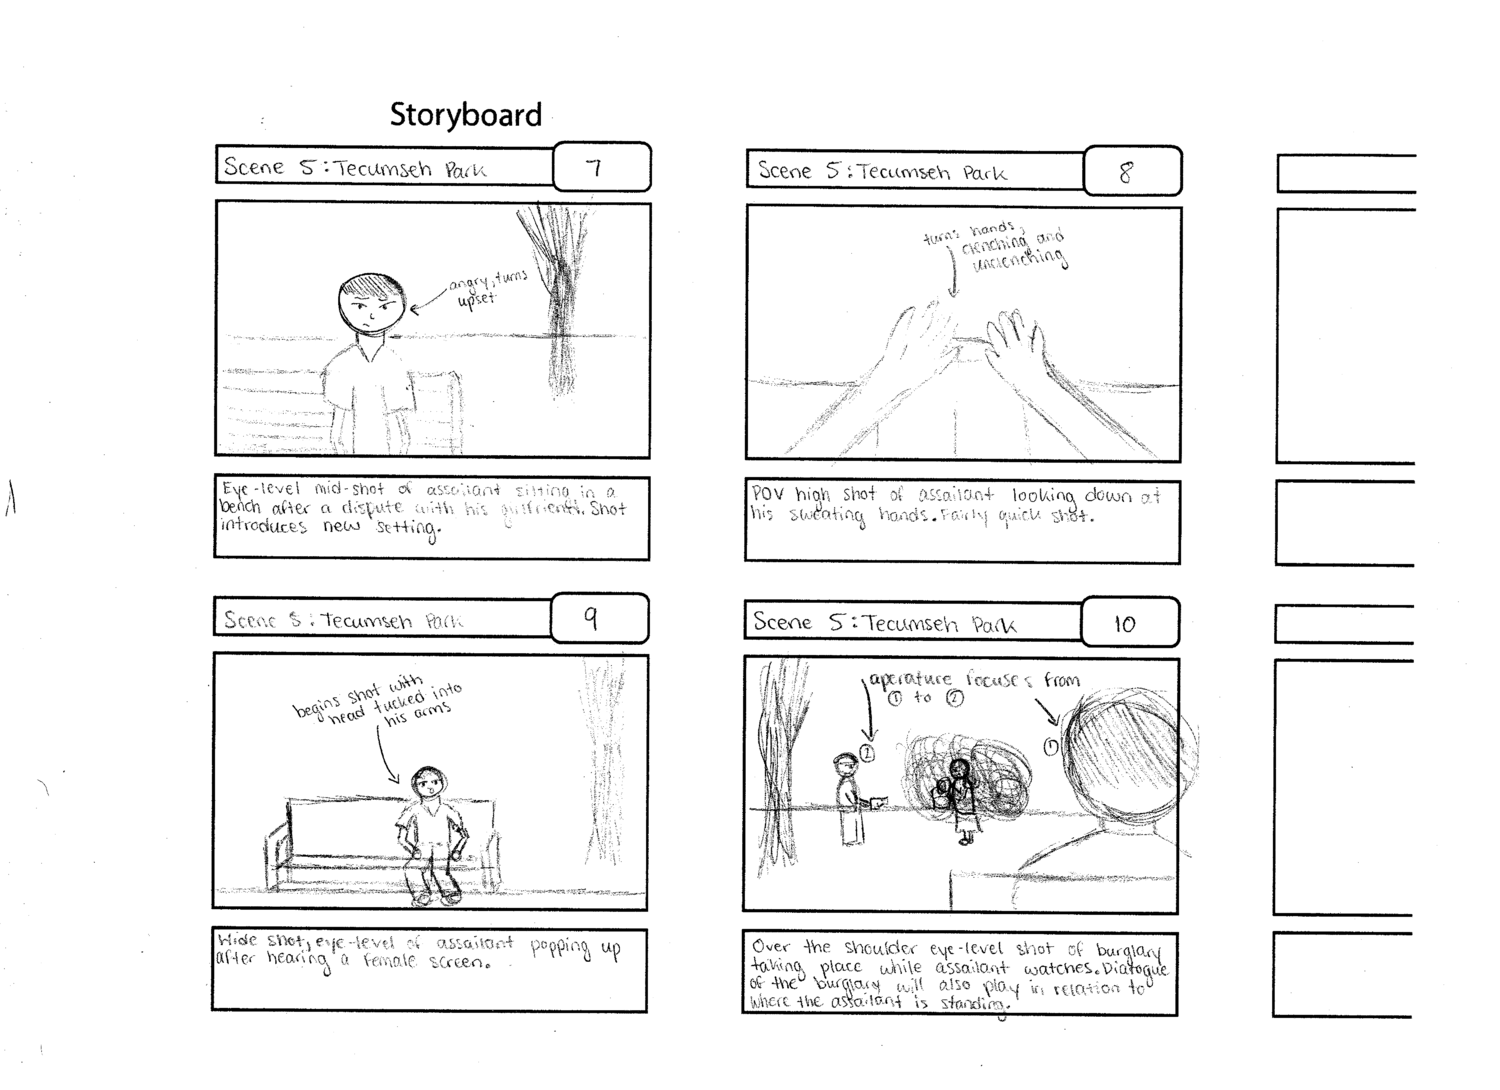 Storyboard
Scene 5: Tecumseh Park
7
angry, turns
upset
Eye-level mid-shot of assailant sitting in a
bench after a dispute with his girlfriend. Shot
introduces new setting.
Scene 5: Tecumseh Park
8
turns hands,
clenching and
unclenching
POV high shot of assailant looking down at
his sweating hands. Fairly quick shot.
Scene 5: Tecumseh Park
9
begins shot with
head tucked into
his arms
Wide shot, eye-level of assailant popping up
after hearing a female screen.
Scene 5: Tecumseh Park
10
aperature focuses from
① to ②
②
①
Over the shoulder eye-level shot of burglary
taking place while assailant watches. Dialogue
of the burglary will also play in relation to
where the assailant is standing.